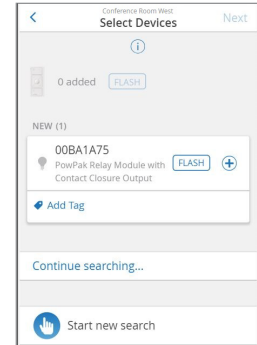 Conference Room West
Select Devices
Next
0 added
FLASH
NEW (1)
00BA1A75
PowPak Relay Module with
Contact Closure Output
FLASH
Add Tag
Continue searching...
Start new search